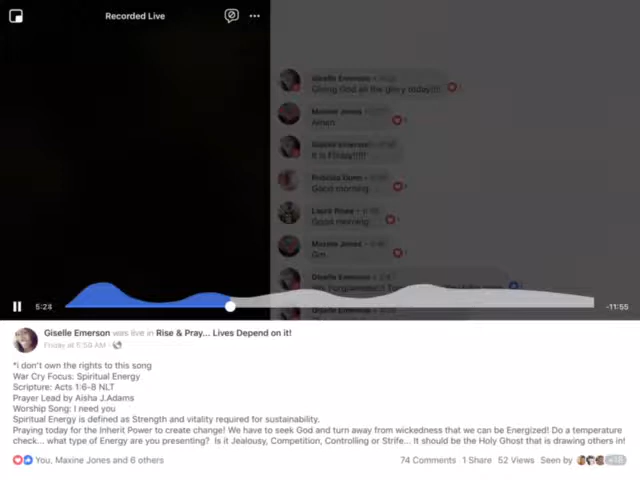 Recorded Live
Giselle Emerson
Giving God all the glory today!!!!
Maxine Jones
Amen
Giselle Emerson
It is Friday!!!!!
Good morning
Good morning
Maxine Jones
Gm
Giselle Emerson
5:24
-11:55
Giselle Emerson was live in Rise & Pray... Lives Depend on it!
Friday at 5:50 AM
*i don't own the rights to this song
War Cry Focus: Spiritual Energy
Scripture: Acts 1:6-8 NLT
Prayer Lead by Aisha J.Adams
Worship Song: I need you
Spiritual Energy is defined as Strength and vitality required for sustainability.
Praying today for the Inherit Power to create change! We have to seek God and turn away from wickedness that we can be Energized! Do a temperature
check... what type of Energy are you presenting? Is it Jealousy, Competition, Controlling or Strife... It should be the Holy Ghost that is drawing others in!
You, Maxine Jones and 6 others
74 Comments 1 Share 52 Views Seen by +18